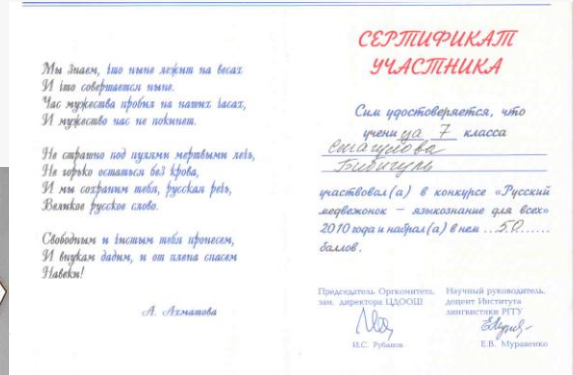 Мы знаем, что ныне лежит на весах
И что совершается ныне.
Час мужества пробил на наших часах,
И мужество нас не покинет.
Не страшно под пулями мертвыми лечь,
Не горько остаться без крова,
И мы сохраним тебя, русская речь,
Великое русское слово.
Свободным и чистым тебя пронесем,
И внукам дадим, и от плена спасем
Навеки!
А. Ахматова
СЕРТИФИКАТ
УЧАСТНИКА
Сим удостоверяется, что
учени ца 7 класса
Бибигуль
участвовал(а) в конкурсе «Русский
медвежонок – языкознание для всех»
2010 года и набрал(а) в нем ...50......
баллов.
Председатель Оргкомитета,
зам. директора ЦДООШ
И.С. Рубанов
Научный руководитель,
доцент Института
лингвистики РГГУ
Е.В. Муравенко